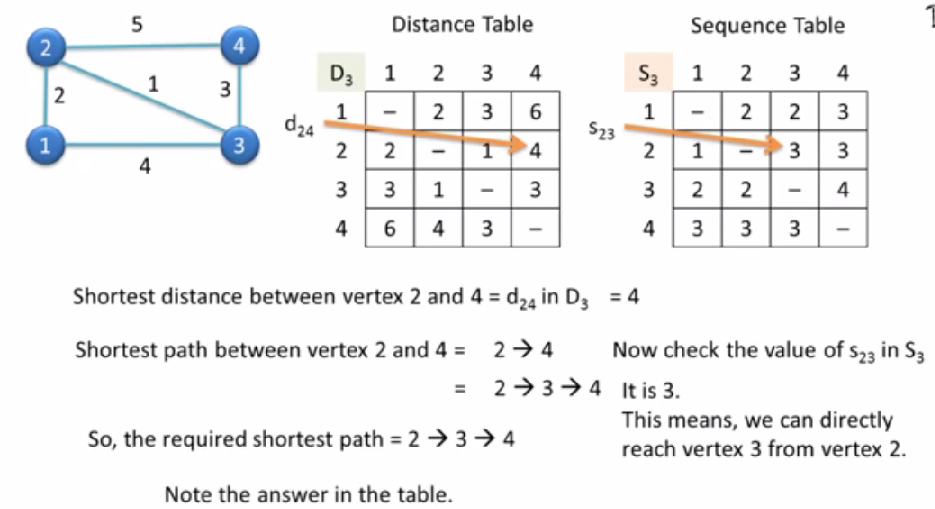 Distance Table
Sequence Table
5
2
4
1
3
2
1
3
4
D₃ 1 2 3 4
1 – 2 3 6
2 2 – 1 4
3 3 1 – 3
4 6 4 3 –
d₂₄
S₃ 1 2 3 4
1 – 2 2 3
2 1 – 3 3
3 2 2 – 4
4 3 3 3 –
s₂₃
Shortest distance between vertex 2 and 4 = d₂₄ in D₃ = 4
Shortest path between vertex 2 and 4 = 2 → 4 Now check the value of s₂₃ in S₃
= 2 → 3 → 4 It is 3.
This means, we can directly
reach vertex 3 from vertex 2.
So, the required shortest path = 2 → 3 → 4
Note the answer in the table.